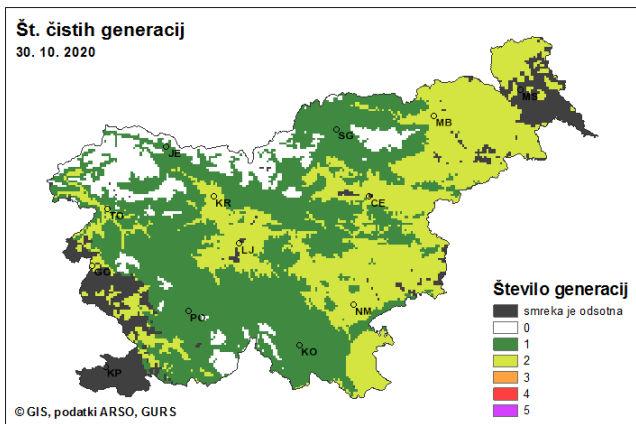 Št. čistih generacij
30. 10. 2020
MS
MB
SG
JE
CE
KR
TO
LJ
GO
NM
PO
KO
KP
Število generacij
smreka je odsotna
0
1
2
3
4
5
© GIS, podatki ARSO, GURS